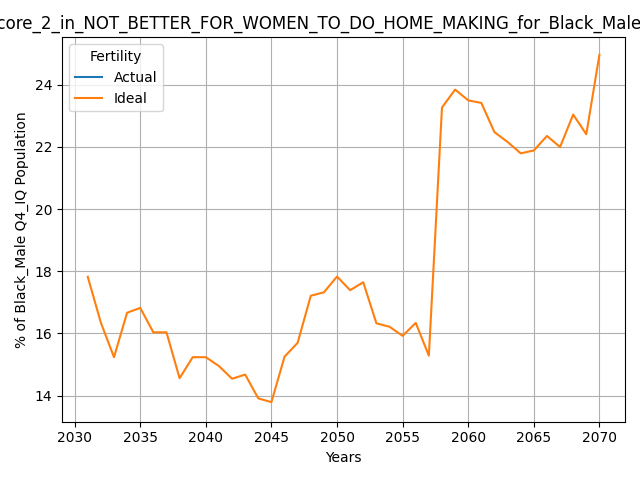 core_2_in_NOT_BETTER_FOR_WOMEN_TO_DO_HOME_MAKING_for_Black_Male
Fertility
Actual
Ideal
% of Black_Male Q4_IQ Population
24
22
20
18
16
14
2030 2035 2040 2045 2050 2055 2060 2065 2070
Years